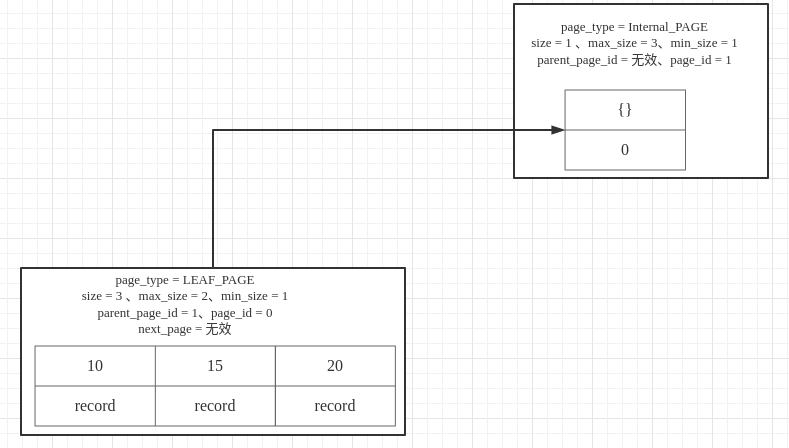 page_type = Internal_PAGE
size = 1 、max_size = 3、min_size = 1
parent_page_id = 无效、page_id = 1
{}
0
page_type = LEAF_PAGE
size = 3 、max_size = 2、min_size = 1
parent_page_id = 1、page_id = 0
next_page = 无效
10 15 20
record record record